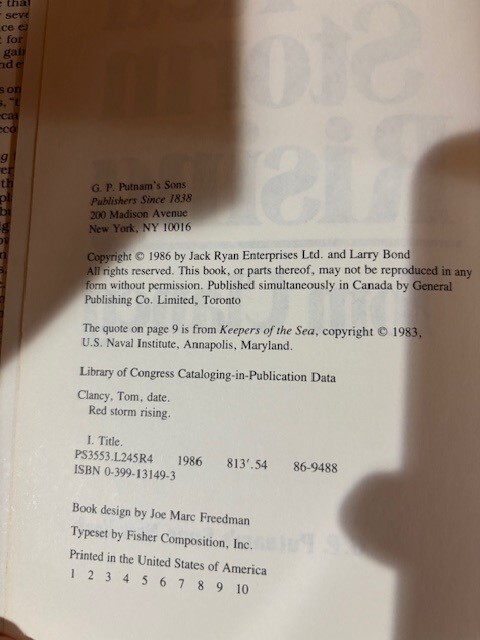 G. P. Putnam's Sons
Publishers Since 1838
200 Madison Avenue
New York, NY 10016
Copyright © 1986 by Jack Ryan Enterprises Ltd. and Larry Bond
All rights reserved. This book, or parts thereof, may not be reproduced in any
form without permission. Published simultaneously in Canada by General
Publishing Co. Limited, Toronto
The quote on page 9 is from Keepers of the Sea, copyright © 1983,
U.S. Naval Institute, Annapolis, Maryland.
Library of Congress Cataloging-in-Publication Data
Clancy, Tom, date.
Red storm rising.
I. Title.
PS3553.L245R4 1986 813'.54 86-9488
ISBN 0-399-13149-3
Book design by Joe Marc Freedman
Typeset by Fisher Composition, Inc.
Printed in the United States of America
1 2 3 4 5 6 7 8 9 10